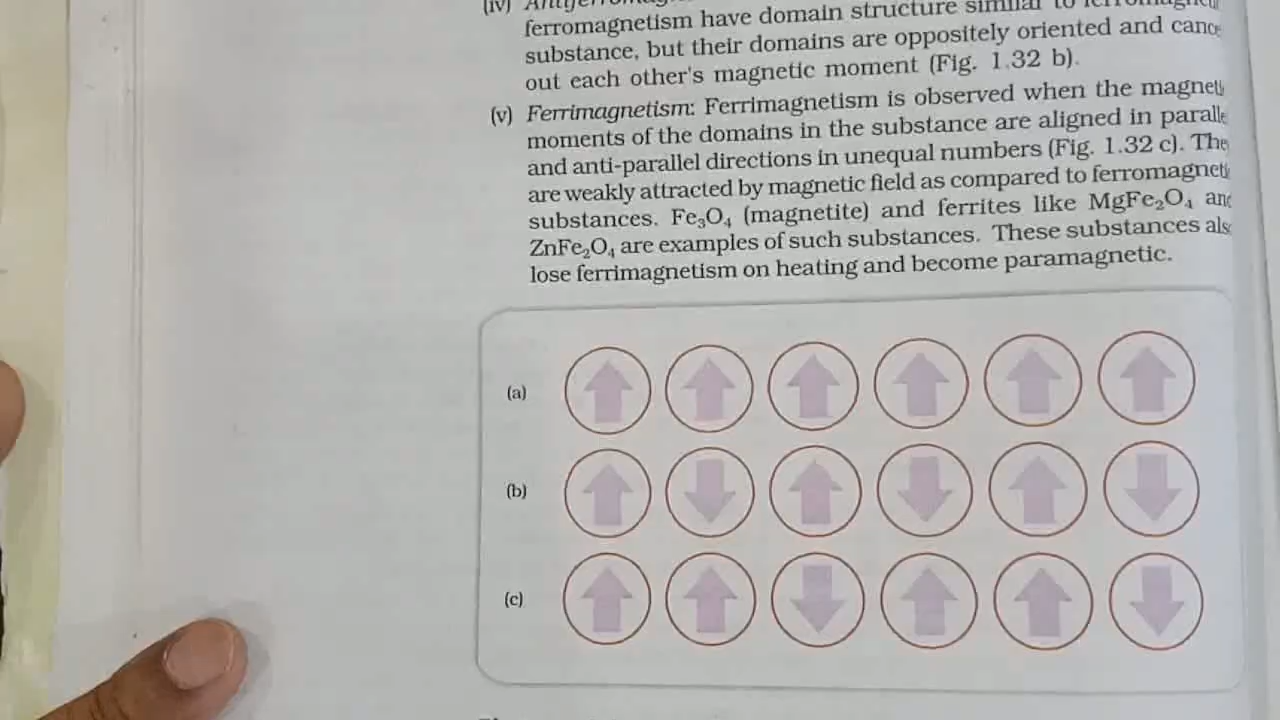 (iv)
ferromagnetism have domain structure similar to
substance, but their domains are oppositely oriented and
out each other's magnetic moment (Fig. 1.32 b).
(v) Ferrimagnetism: Ferrimagnetism is observed when the
moments of the domains in the substance are aligned in
and anti-parallel directions in unequal numbers (Fig. 1.32 c).
are weakly attracted by magnetic field as compared to
substances. Fe₃O₄ (magnetite) and ferrites like MgFe₂O₄
ZnFe₂O₄ are examples of such substances. These substances
lose ferrimagnetism on heating and become paramagnetic.
(a)
(b)
(c)